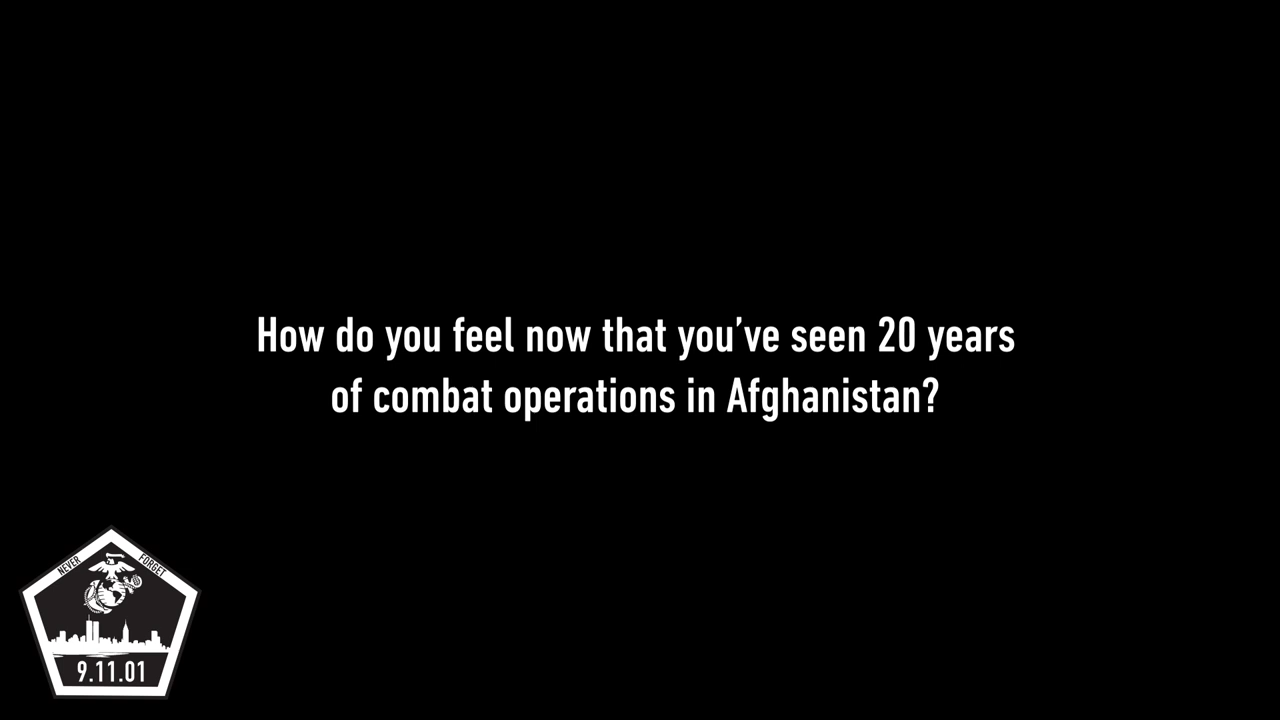 How do you feel now that you’ve seen 20 years
of combat operations in Afghanistan?
NEVER FORGET
9.11.01